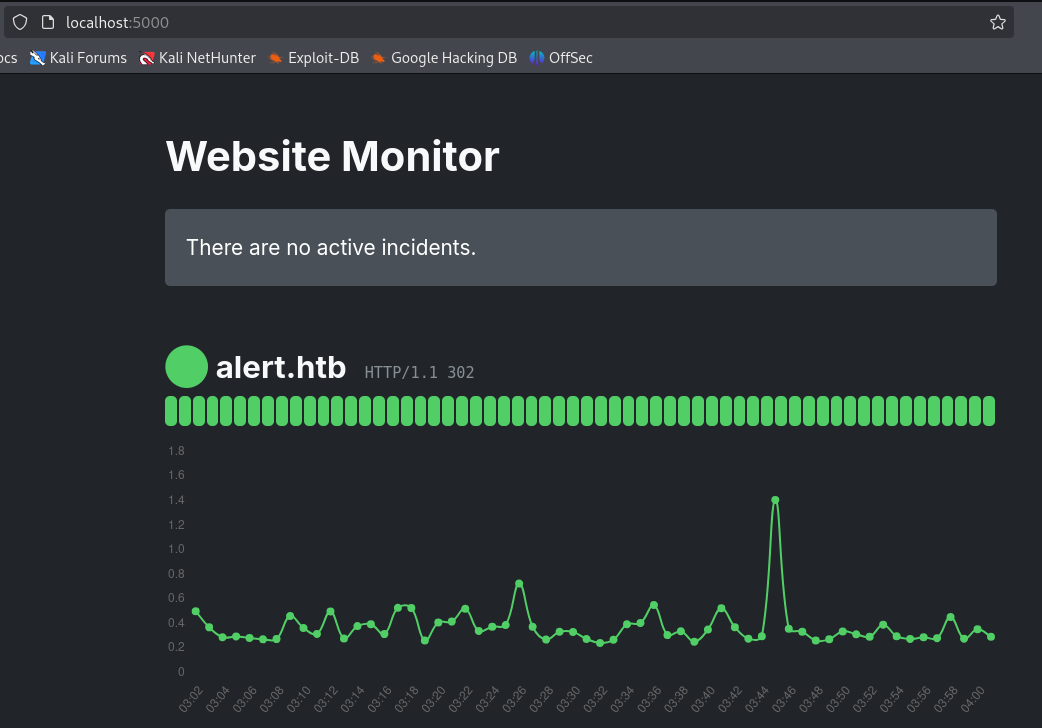 localhost:5000
ocs Kali Forums Kali NetHunter Exploit-DB Google Hacking DB OffSec
Website Monitor
There are no active incidents.
alert.htb HTTP/1.1 302
1.8
1.6
1.4
1.2
1.0
0.8
0.6
0.4
0.2
0
03:02 03:04 03:06 03:08 03:10 03:12 03:14 03:16 03:18 03:20 03:22 03:24 03:26 03:28 03:30 03:32 03:34 03:36 03:38 03:40 03:42 03:44 03:46 03:48 03:50 03:52 03:54 03:56 03:58 04:00